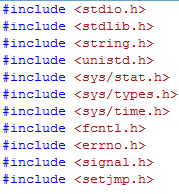 #include <stdio.h>
#include <stdlib.h>
#include <string.h>
#include <unistd.h>
#include <sys/stat.h>
#include <sys/types.h>
#include <sys/time.h>
#include <fcntl.h>
#include <errno.h>
#include <signal.h>
#include <setjmp.h>